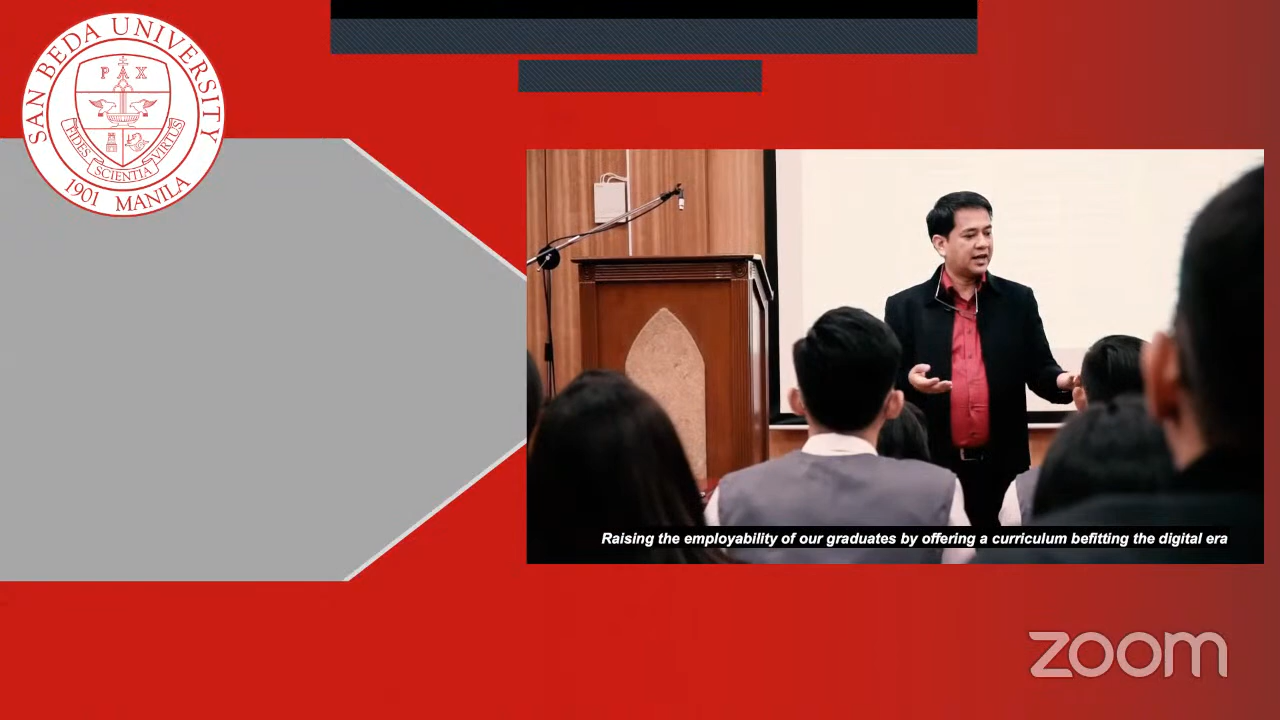 SAN BEDA UNIVERSITY
PAX
FIDES
SCIENTIA
VIRTUS
1901 MANILA
Raising the employability of our graduates by offering a curriculum befitting the digital era
zoom